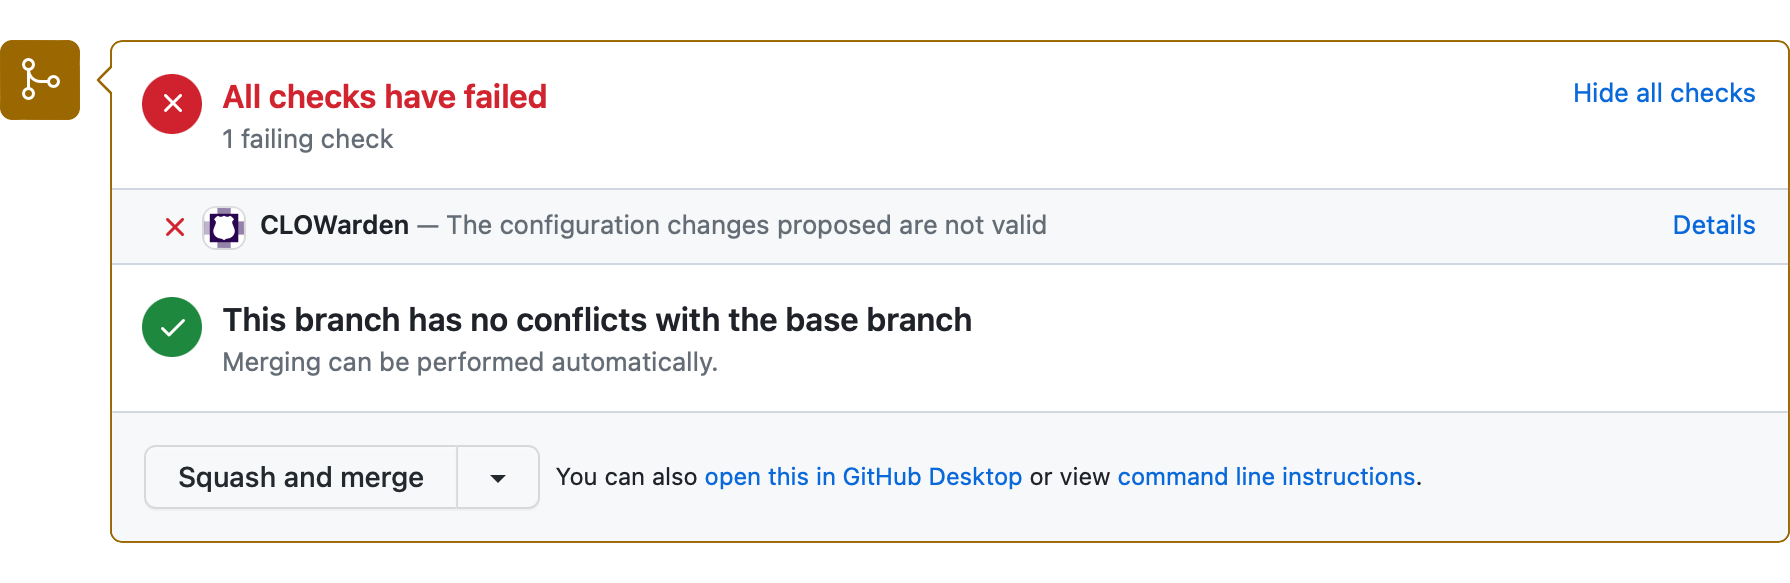 All checks have failed
Hide all checks
1 failing check
CLOWarden — The configuration changes proposed are not valid
Details
This branch has no conflicts with the base branch
Merging can be performed automatically.
Squash and merge
You can also open this in GitHub Desktop or view command line instructions.